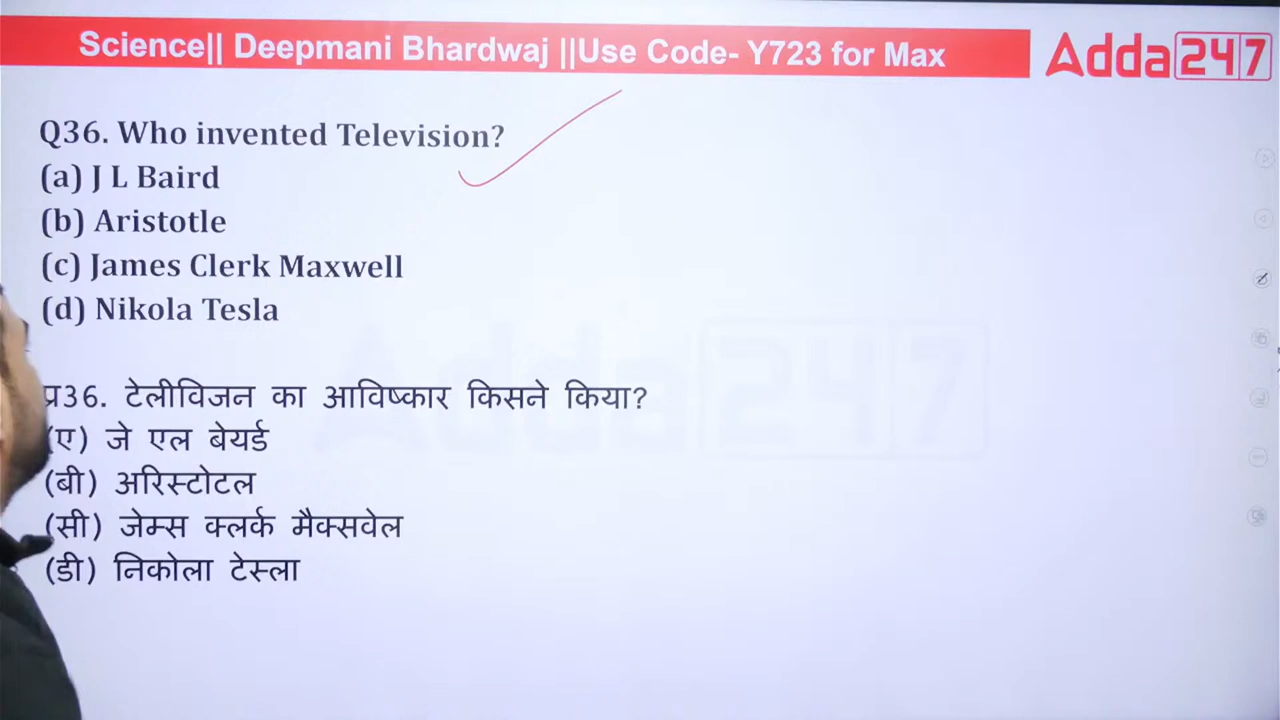 Science|| Deepmani Bhardwaj ||Use Code- Y723 for Max
Adda247
Q36. Who invented Television?
(a) J L Baird
(b) Aristotle
(c) James Clerk Maxwell
(d) Nikola Tesla
प्र36. टेलीविजन का आविष्कार किसने किया?
(ए) जे एल बेयर्ड
(बी) अरिस्टोटल
(सी) जेम्स क्लर्क मैक्सवेल
(डी) निकोला टेस्ला
Adda247